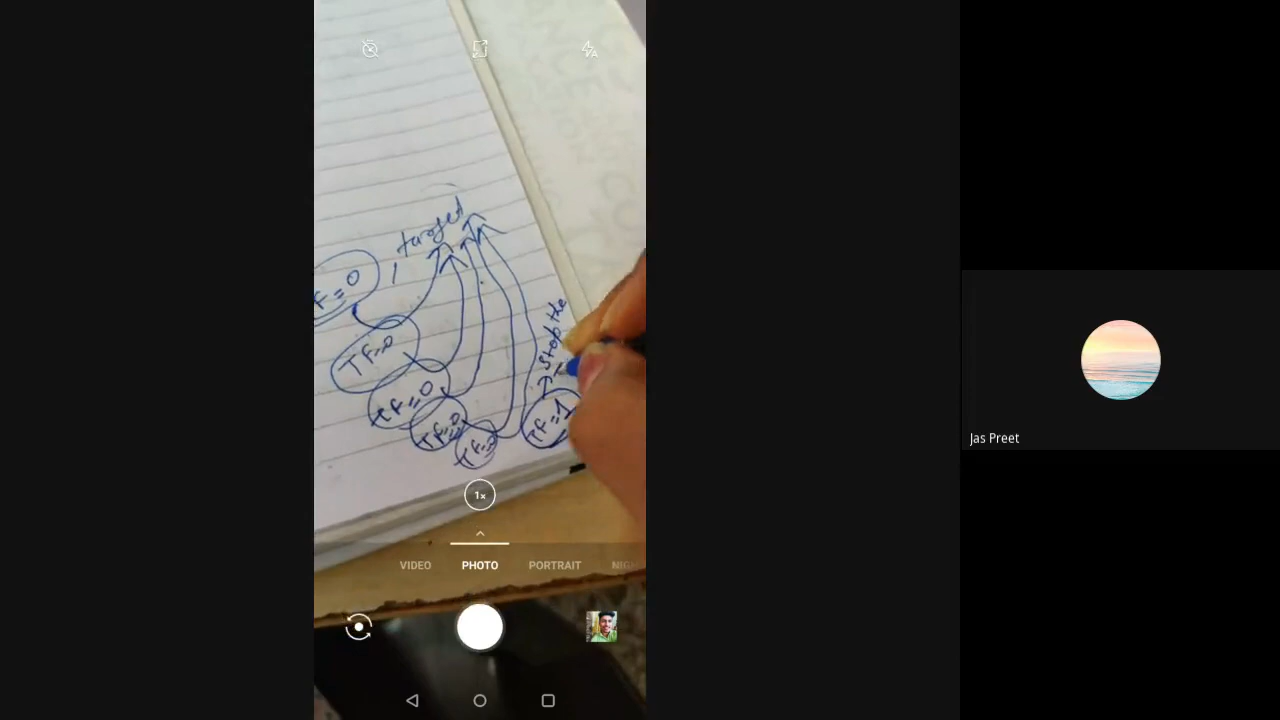 target
F=0
TF=0
TF=0
TF=0
TF=0
TF=1
stop the
1x
VIDEO PHOTO PORTRAIT
Jas Preet